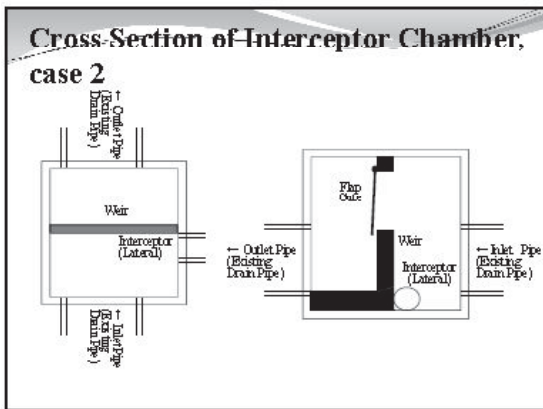 Cross-Section of Interceptor Chamber,
case 2
← Outlet Pipe
(Existing
Drain Pipe)
Weir
Interceptor
(Lateral)
← Inlet Pipe
(Existing
Drain Pipe)
Flap
← Outlet Pipe
(Existing
Drain Pipe)
Weir
Interceptor
(Lateral)
← Inlet Pipe
(Existing
Drain Pipe)